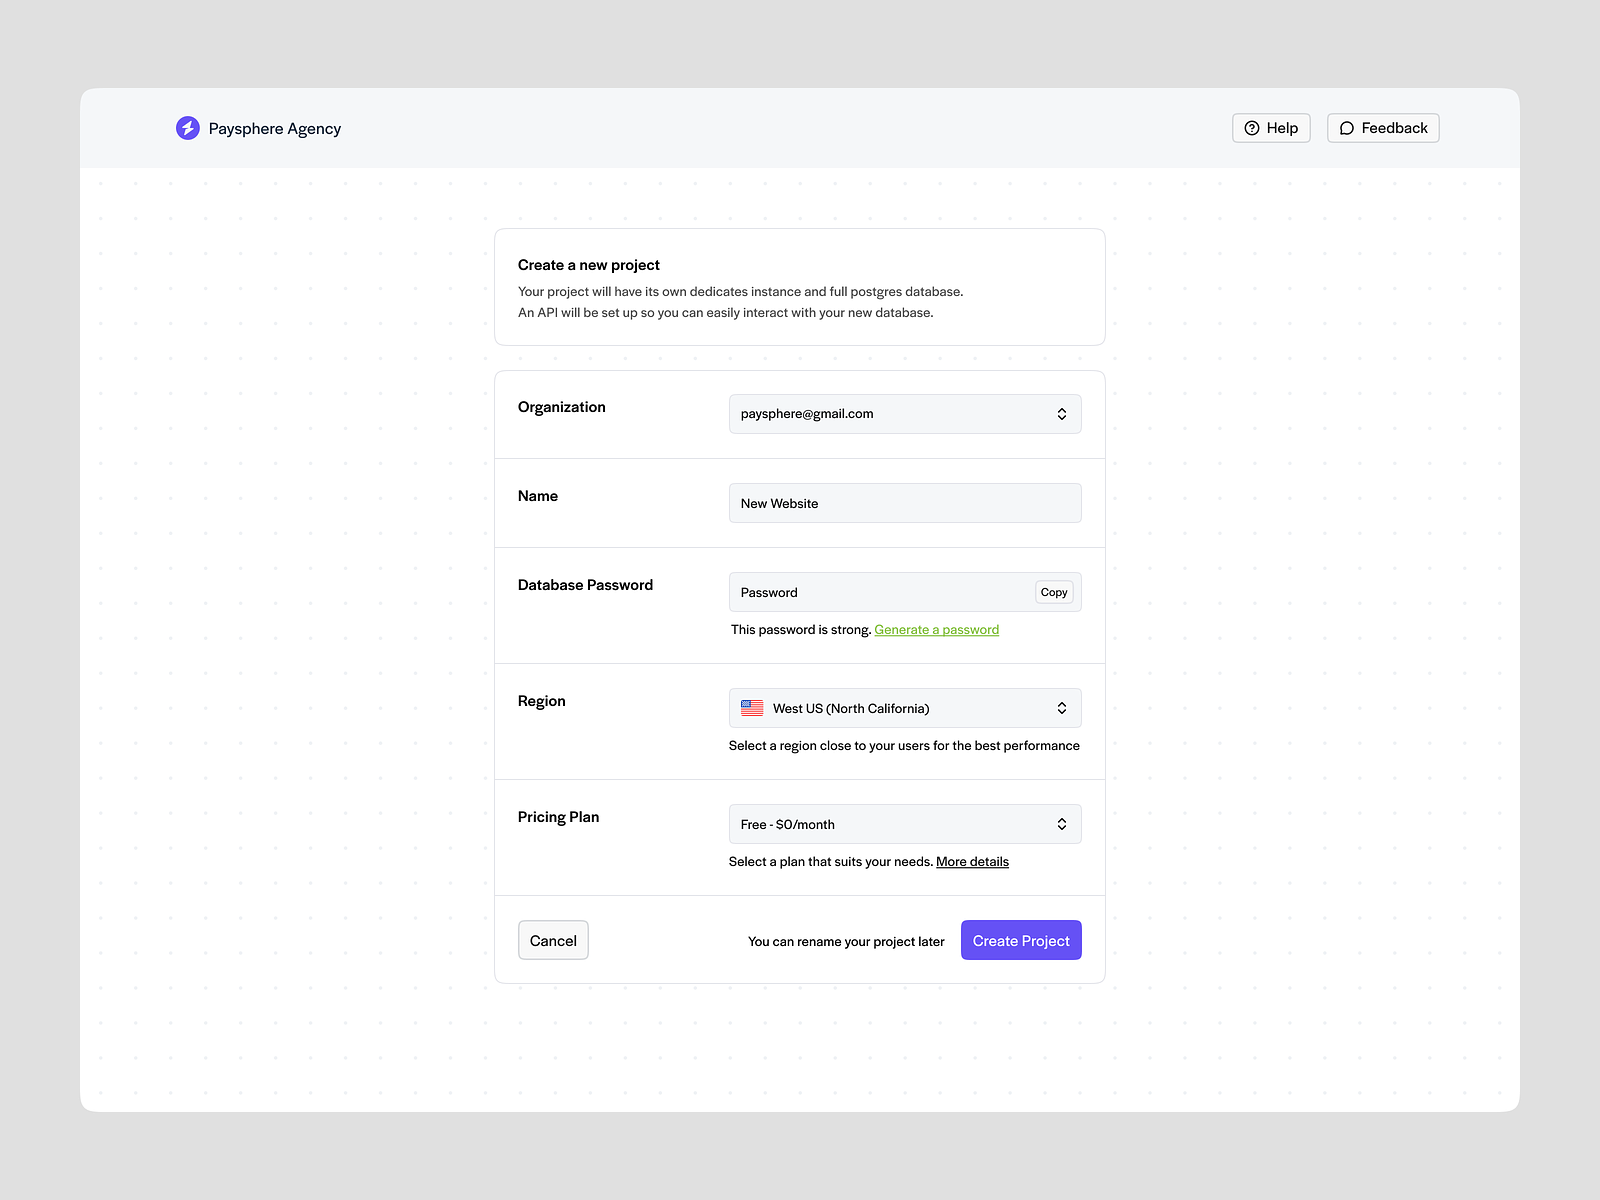 Paysphere Agency
Help
Feedback
Create a new project
Your project will have its own dedicates instance and full postgres database.
An API will be set up so you can easily interact with your new database.
Organization
paysphere@gmail.com
Name
New Website
Database Password
Password
Copy
This password is strong. Generate a password
Region
West US (North California)
Select a region close to your users for the best performance
Pricing Plan
Free - $0/month
Select a plan that suits your needs. More details
Cancel
You can rename your project later
Create Project